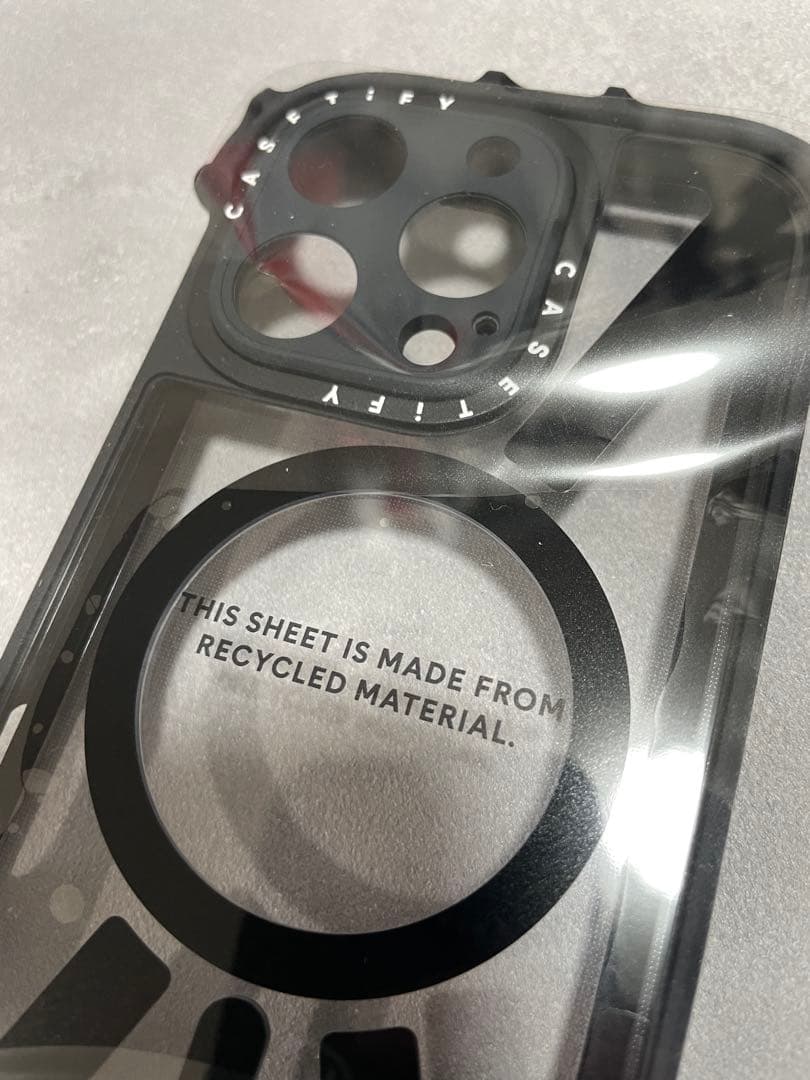 CASETiFY
CASETiFY
THIS SHEET IS MADE FROM
RECYCLED MATERIAL.